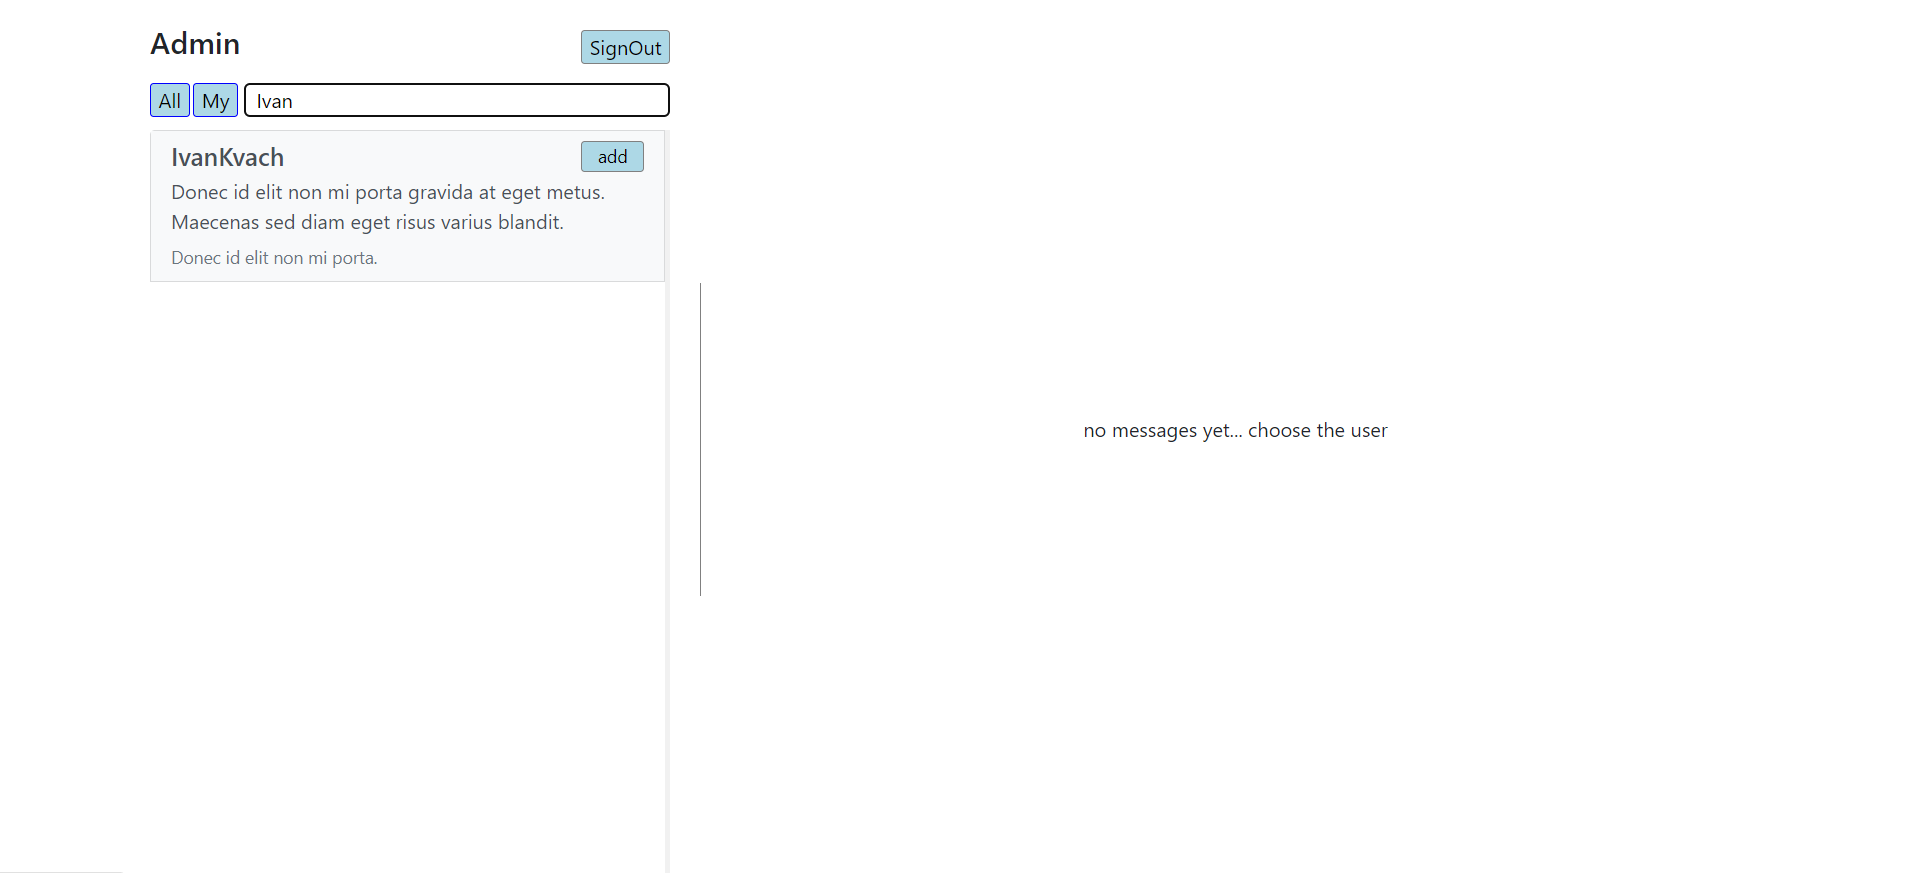 Admin
SignOut
All
My
Ivan
IvanKvach
add
Donec id elit non mi porta gravida at eget metus.
Maecenas sed diam eget risus varius blandit.
Donec id elit non mi porta.
no messages yet... choose the user